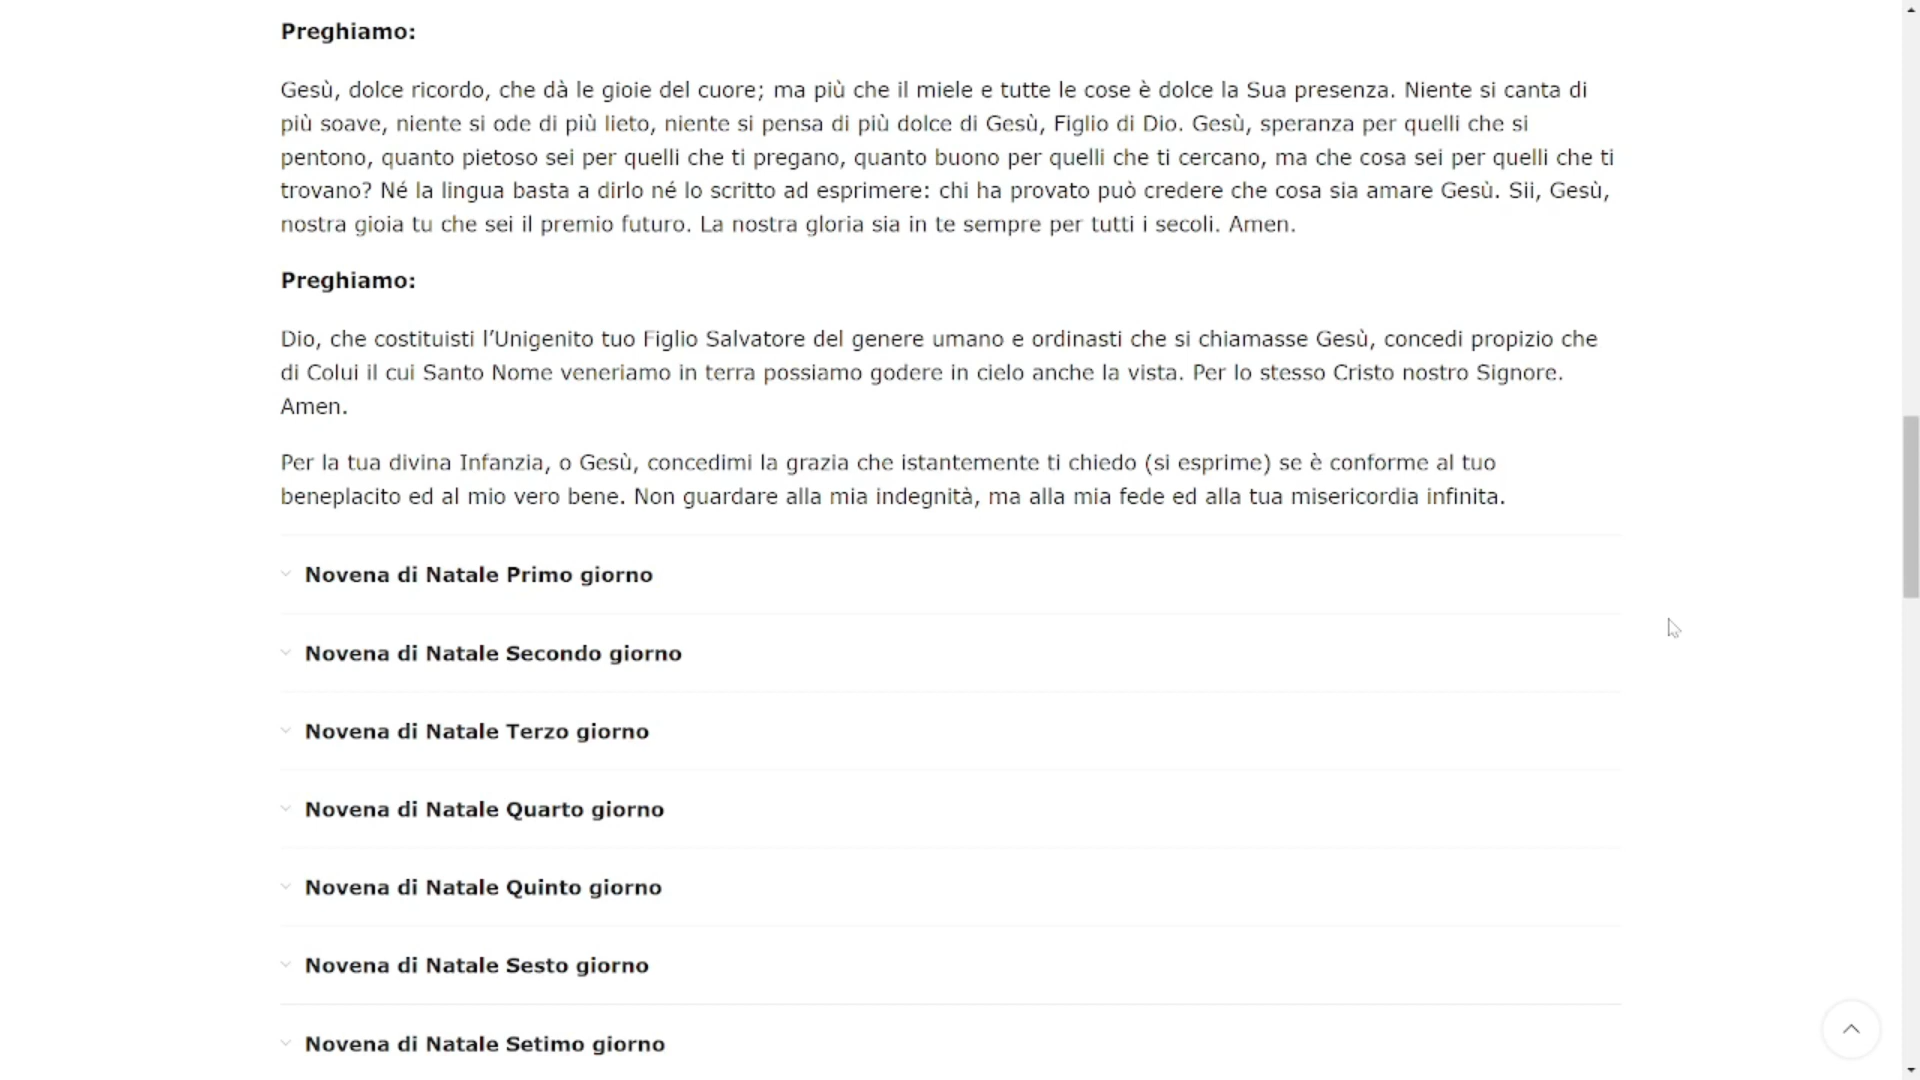 Preghiamo:
Gesù, dolce ricordo, che dà le gioie del cuore; ma più che il miele e tutte le cose è dolce la Sua presenza. Niente si canta di
più soave, niente si ode di più lieto, niente si pensa di più dolce di Gesù, Figlio di Dio. Gesù, speranza per quelli che si
pentono, quanto pietoso sei per quelli che ti pregano, quanto buono per quelli che ti cercano, ma che cosa sei per quelli che ti
trovano? Né la lingua basta a dirlo né lo scritto ad esprimere: chi ha provato può credere che cosa sia amare Gesù. Sii, Gesù,
nostra gioia tu che sei il premio futuro. La nostra gloria sia in te sempre per tutti i secoli. Amen.
Preghiamo:
Dio, che costituisti l’Unigenito tuo Figlio Salvatore del genere umano e ordinasti che si chiamasse Gesù, concedi propizio che
di Colui il cui Santo Nome veneriamo in terra possiamo godere in cielo anche la vista. Per lo stesso Cristo nostro Signore.
Amen.
Per la tua divina Infanzia, o Gesù, concedimi la grazia che istantemente ti chiedo (si esprime) se è conforme al tuo
beneplacito ed al mio vero bene. Non guardare alla mia indegnità, ma alla mia fede ed alla tua misericordia infinita.
Novena di Natale Primo giorno
Novena di Natale Secondo giorno
Novena di Natale Terzo giorno
Novena di Natale Quarto giorno
Novena di Natale Quinto giorno
Novena di Natale Sesto giorno
Novena di Natale Setimo giorno